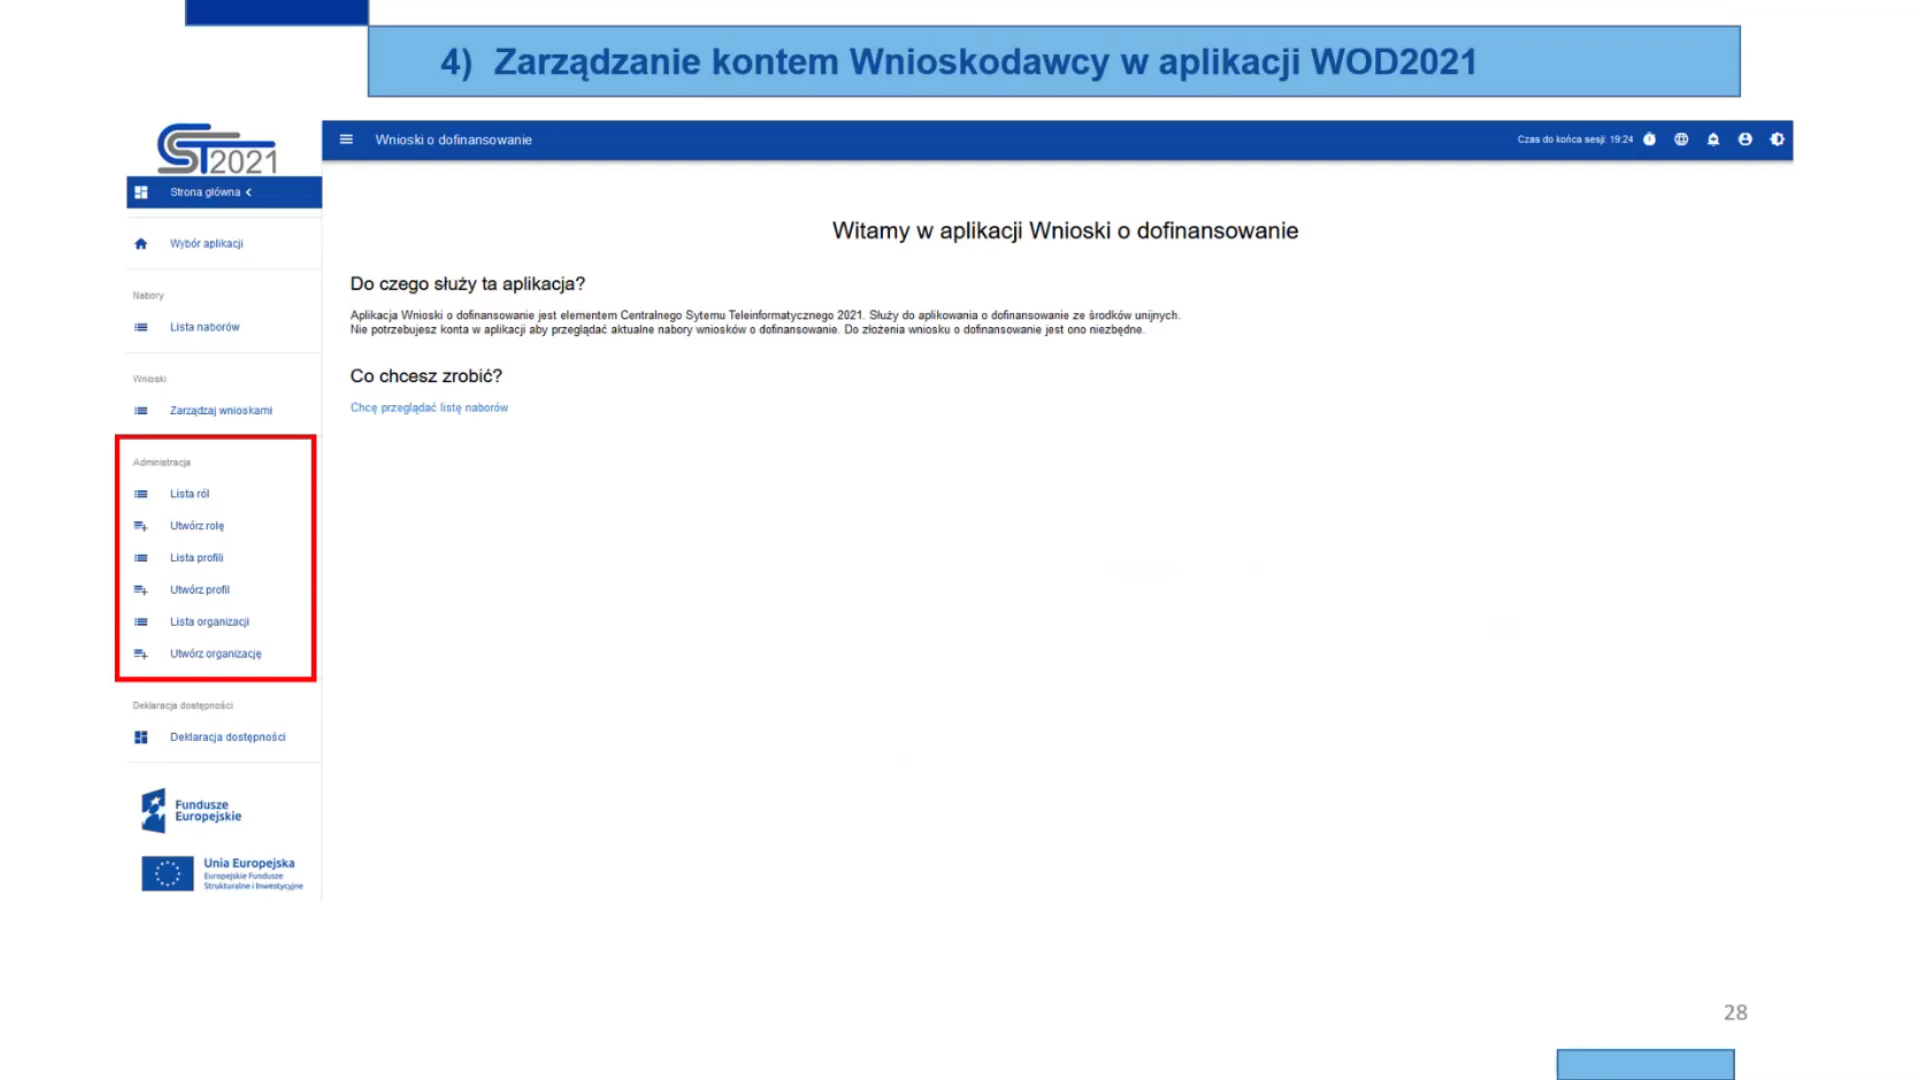 4) Zarządzanie kontem Wnioskodawcy w aplikacji WOD2021
CST2021
Wnioski o dofinansowanie
Czas do końca sesji: 19:24
Strona główna
Wybór aplikacji
Nabory
Lista naborów
Wnioski
Zarządzaj wnioskami
Administracja
Lista ról
Utwórz rolę
Lista profili
Utwórz profil
Lista organizacji
Utwórz organizację
Deklaracja dostępności
Deklaracja dostępności
Fundusze
Europejskie
Unia Europejska
Europejskie Fundusze
Strukturalne i Inwestycyjne
Witamy w aplikacji Wnioski o dofinansowanie
Do czego służy ta aplikacja?
Aplikacja Wnioski o dofinansowanie jest elementem Centralnego Sytemu Teleinformatycznego 2021. Służy do aplikowania o dofinansowanie ze środków unijnych.
Nie potrzebujesz konta w aplikacji aby przeglądać aktualne nabory wniosków o dofinansowanie. Do złożenia wniosku o dofinansowanie jest ono niezbędne.
Co chcesz zrobić?
Chcę przeglądać listę naborów
28